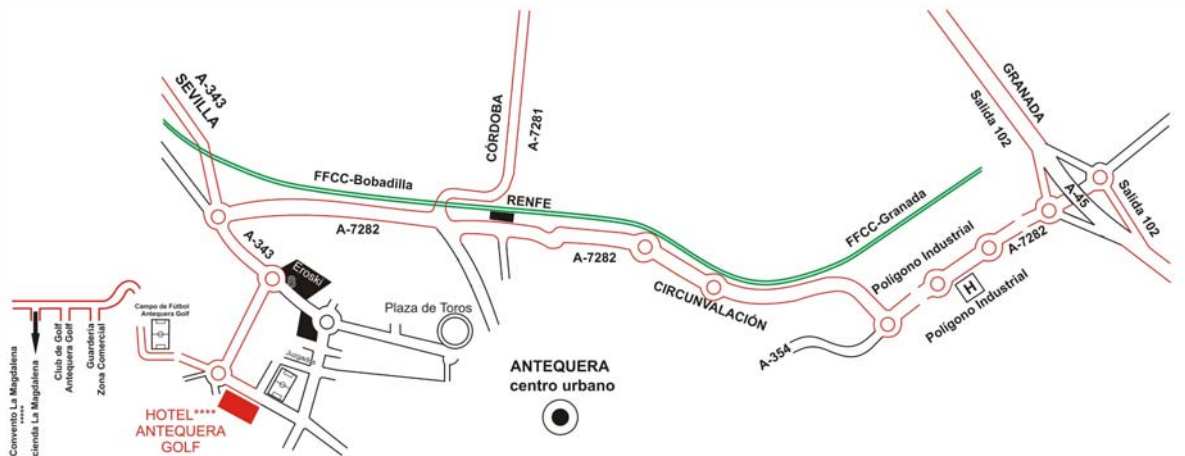 A-343
SEVILLA
CÓRDOBA
A-7281
GRANADA
Salida 102
FFCC-Bobadilla
RENFE
A-7282
A-7282
FFCC-Granada
A-45
Salida 102
A-7282
Polígono Industrial
H
Polígono Industrial
CIRCUNVALACIÓN
A-354
A-343
Eroski
Plaza de Toros
Juzgados
Campo de Fútbol
Antequera Golf
Convento La Magdalena
*****
cienda La Magdalena
Club de Golf
Antequera Golf
Guardería
Zona Comercial
HOTEL****
ANTEQUERA
GOLF
ANTEQUERA
centro urbano